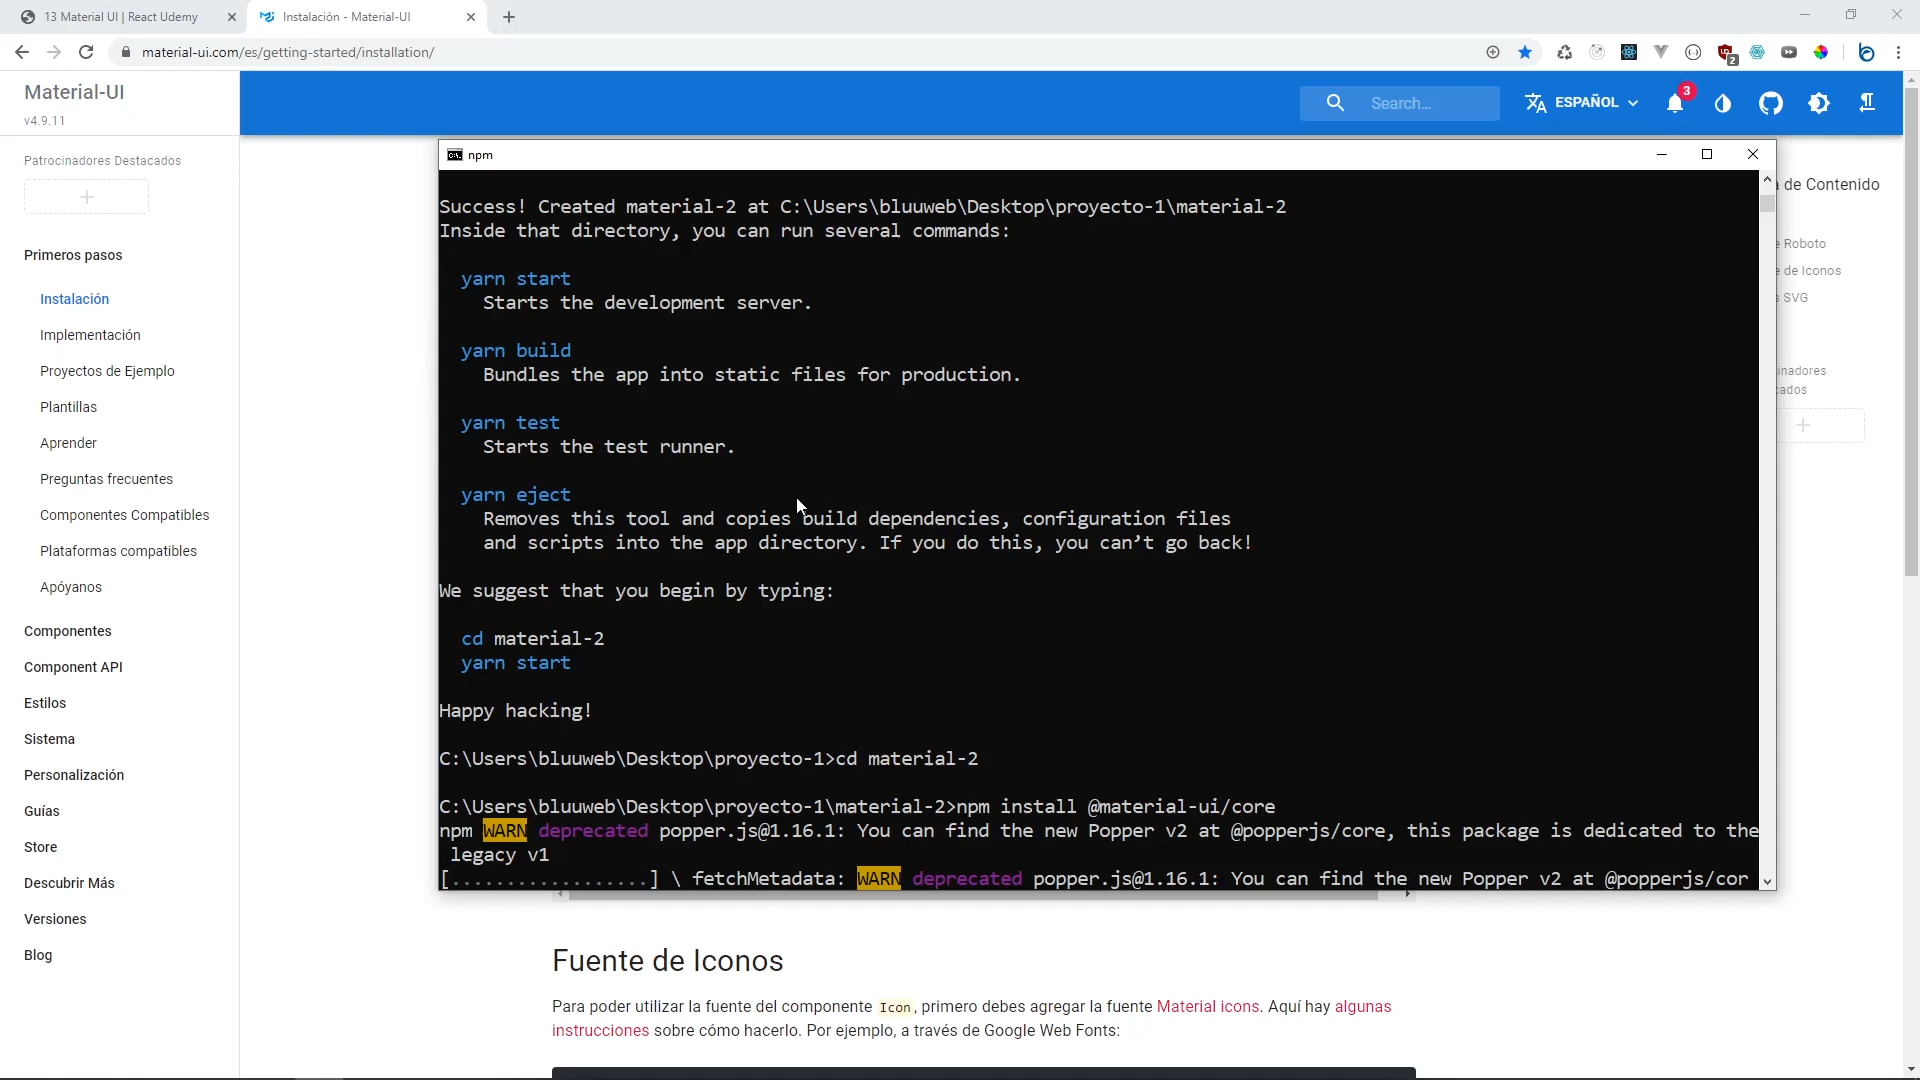 13 Material UI | React Udemy
Instalación - Material-UI
material-ui.com/es/getting-started/installation/
2
Material-UI
v4.9.11
Search…
ESPAÑOL
3
Patrocinadores Destacados
Primeros pasos
Instalación
Implementación
Proyectos de Ejemplo
Plantillas
Aprender
Preguntas frecuentes
Componentes Compatibles
Plataformas compatibles
Apóyanos
Componentes
Component API
Estilos
Sistema
Personalización
Guías
Store
Descubrir Más
Versiones
Blog
npm
Success! Created material-2 at C:\Users\bluuweb\Desktop\proyecto-1\material-2
Inside that directory, you can run several commands:
yarn start
Starts the development server.
yarn build
Bundles the app into static files for production.
yarn test
Starts the test runner.
yarn eject
Removes this tool and copies build dependencies, configuration files
and scripts into the app directory. If you do this, you can’t go back!
We suggest that you begin by typing:
cd material-2
yarn start
Happy hacking!
C:\Users\bluuweb\Desktop\proyecto-1>cd material-2
C:\Users\bluuweb\Desktop\proyecto-1\material-2>npm install @material-ui/core
npm WARN deprecated popper.js@1.16.1: You can find the new Popper v2 at @popperjs/core, this package is dedicated to the
legacy v1
[..................] \ fetchMetadata: WARN deprecated popper.js@1.16.1: You can find the new Popper v2 at @popperjs/cor
de Contenido
Roboto
de Iconos
SVG
Fuente de Iconos
Para poder utilizar la fuente del componente Icon, primero debes agregar la fuente Material icons. Aquí hay algunas
instrucciones sobre cómo hacerlo. Por ejemplo, a través de Google Web Fonts: